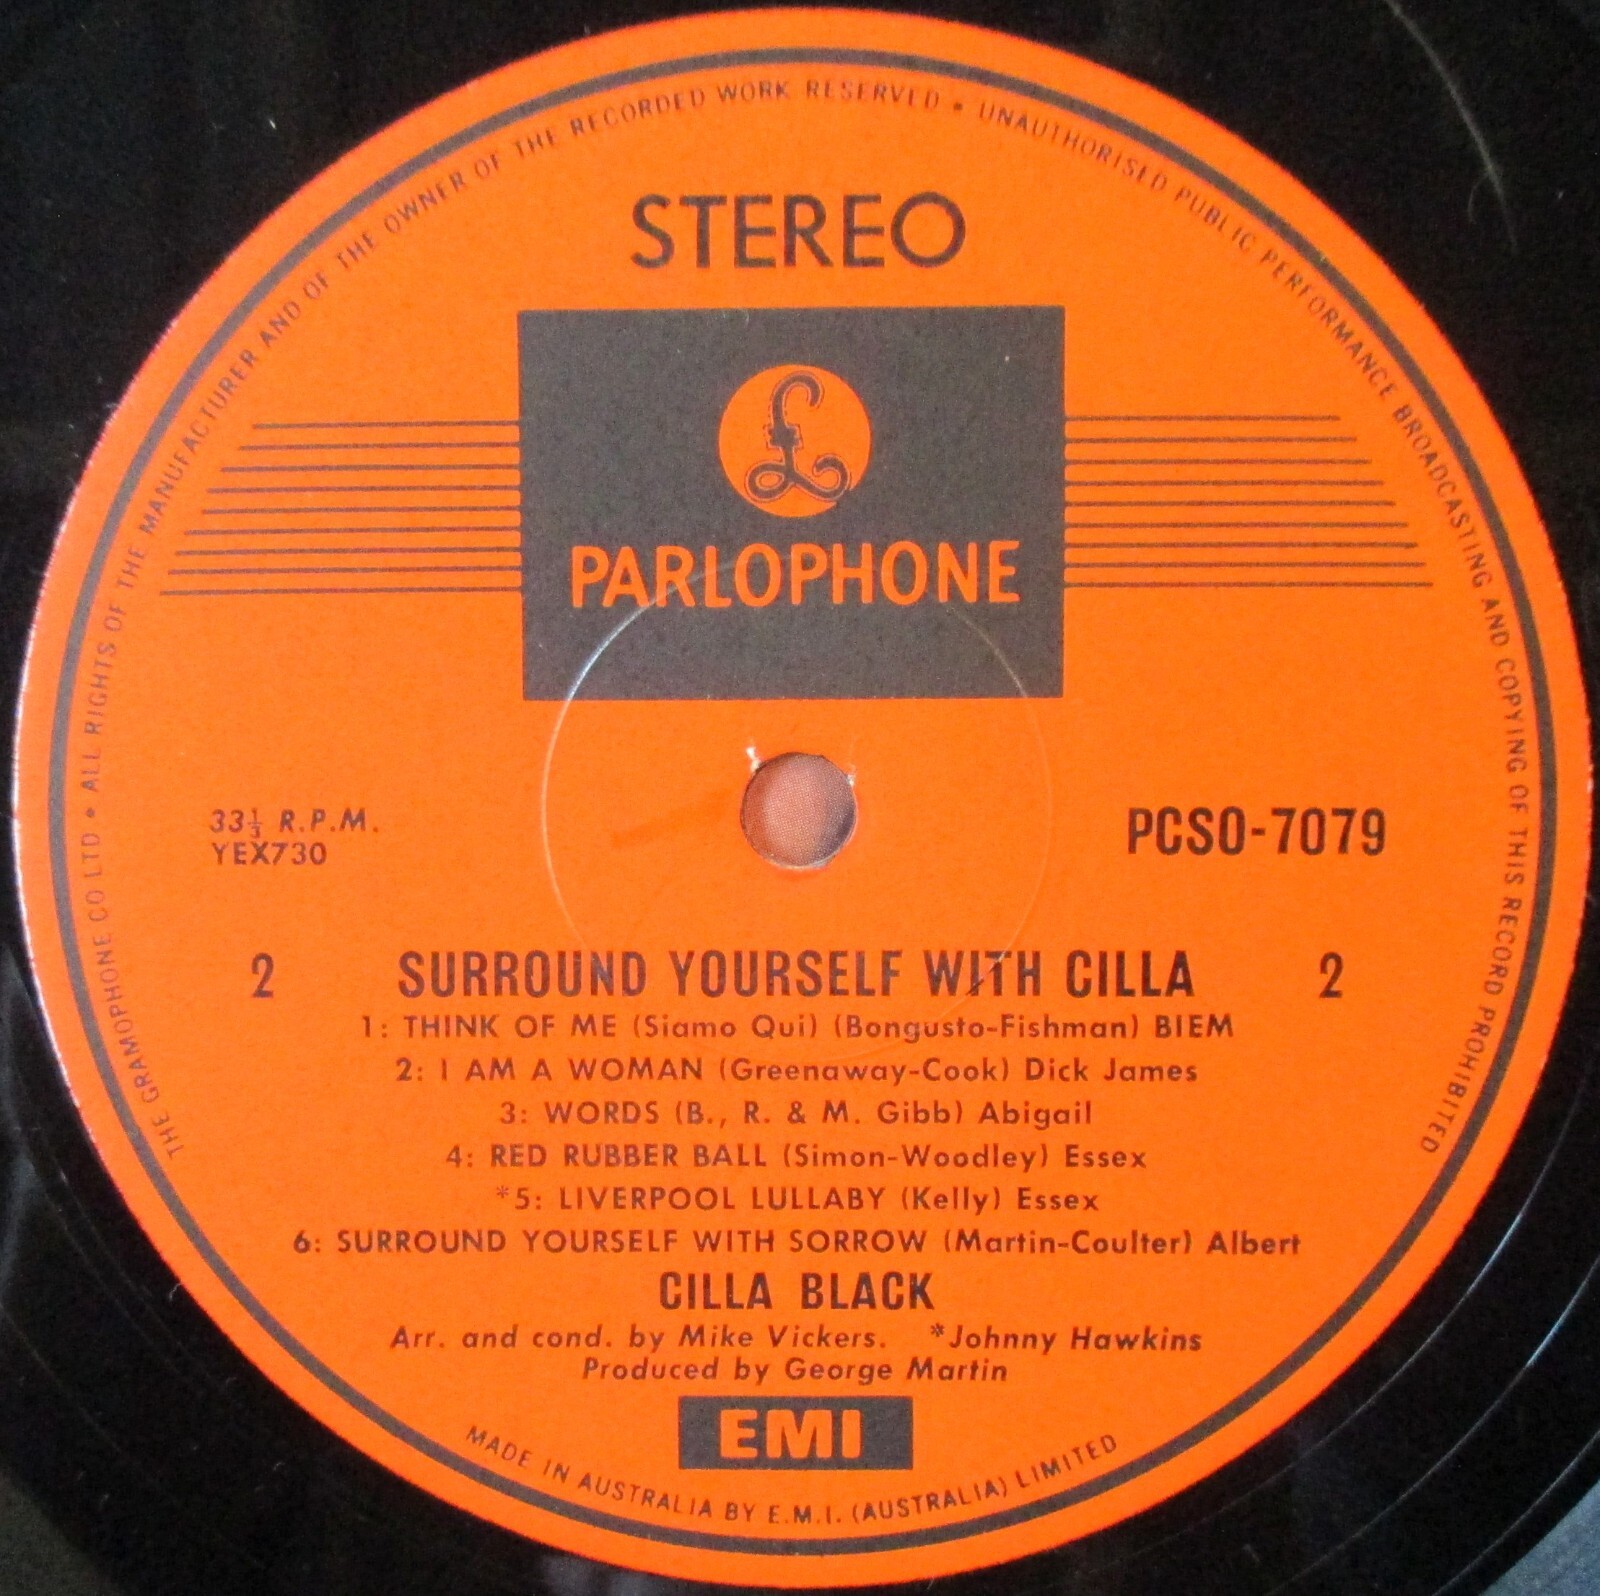 THE GRAMOPHONE CO LTD • ALL RIGHTS OF THE MANUFACTURER AND OF THE OWNER OF THE RECORDED WORK RESERVED • UNAUTHORISED PUBLIC PERFORMANCE BROADCASTING AND COPYING OF THIS RECORD PROHIBITED
STEREO
£
PARLOPHONE
33⅓ R.P.M.
YEX730
PCSO-7079
2 SURROUND YOURSELF WITH CILLA 2
1: THINK OF ME (Siamo Qui) (Bongusto-Fishman) BIEM
2: I AM A WOMAN (Greenaway-Cook) Dick James
3: WORDS (B., R. & M. Gibb) Abigail
4: RED RUBBER BALL (Simon-Woodley) Essex
*5: LIVERPOOL LULLABY (Kelly) Essex
6: SURROUND YOURSELF WITH SORROW (Martin-Coulter) Albert
CILLA BLACK
Arr. and cond. by Mike Vickers. *Johnny Hawkins
Produced by George Martin
EMI
MADE IN AUSTRALIA BY E.M.I. (AUSTRALIA) LIMITED